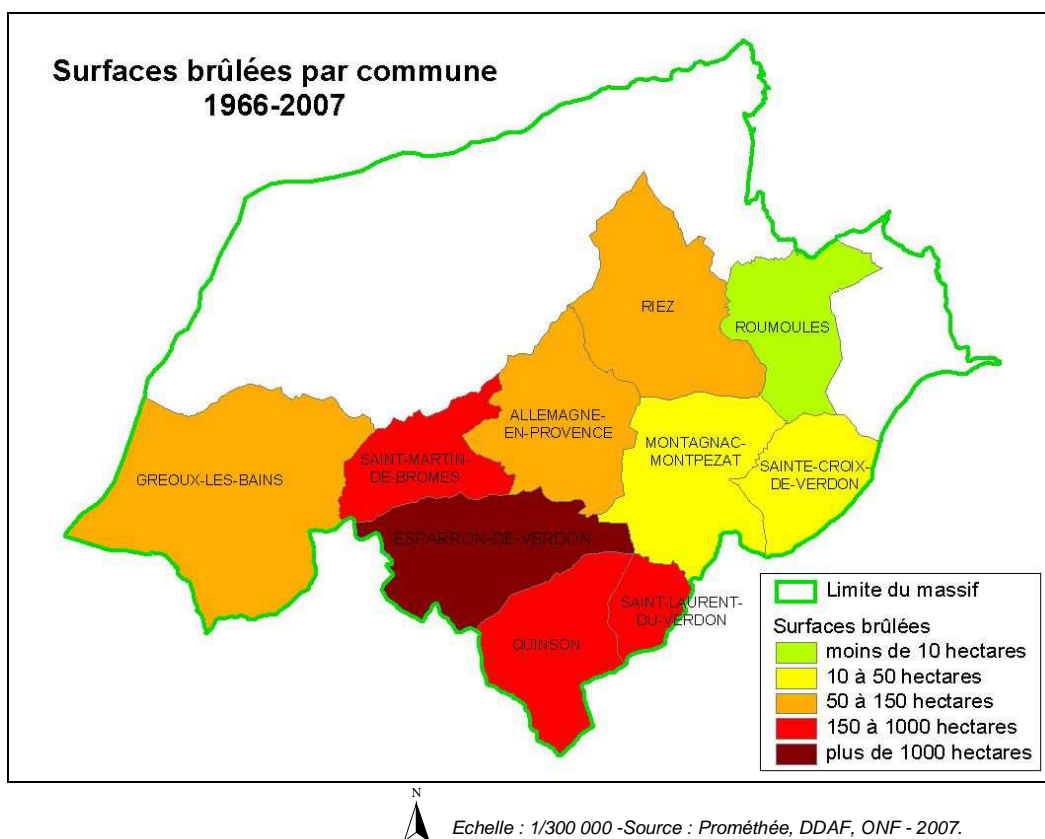 Surfaces brûlées par commune
1966-2007
RIEZ
ROUMOULES
ALLEMAGNE-
EN-PROVENCE
MONTAGNAC-
MONTPEZAT
SAINTE-CROIX-
DE-VERDON
SAINT-MARTIN-
DE-BROMES
GREOUX-LES-BAINS
ESPARRON-DE-VERDON
SAINT-LAURENT-
DU-VERDON
QUINSON
Limite du massif
Surfaces brûlées
moins de 10 hectares
10 à 50 hectares
50 à 150 hectares
150 à 1000 hectares
plus de 1000 hectares
N
Echelle : 1/300 000 -Source : Prométhée, DDAF, ONF - 2007.